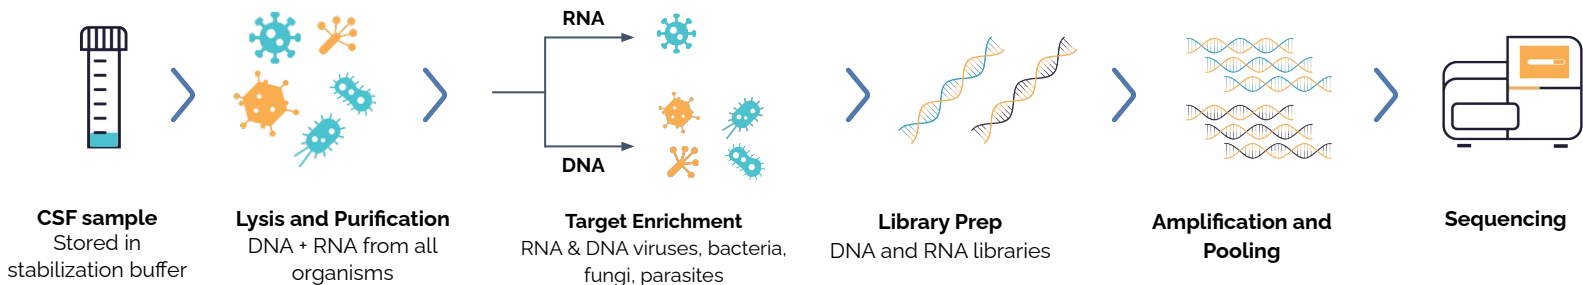 RNA
DNA
CSF sample
Stored in
stabilization buffer
Lysis and Purification
DNA + RNA from all
organisms
Target Enrichment
RNA & DNA viruses, bacteria,
fungi, parasites
Library Prep
DNA and RNA libraries
Amplification and
Pooling
Sequencing